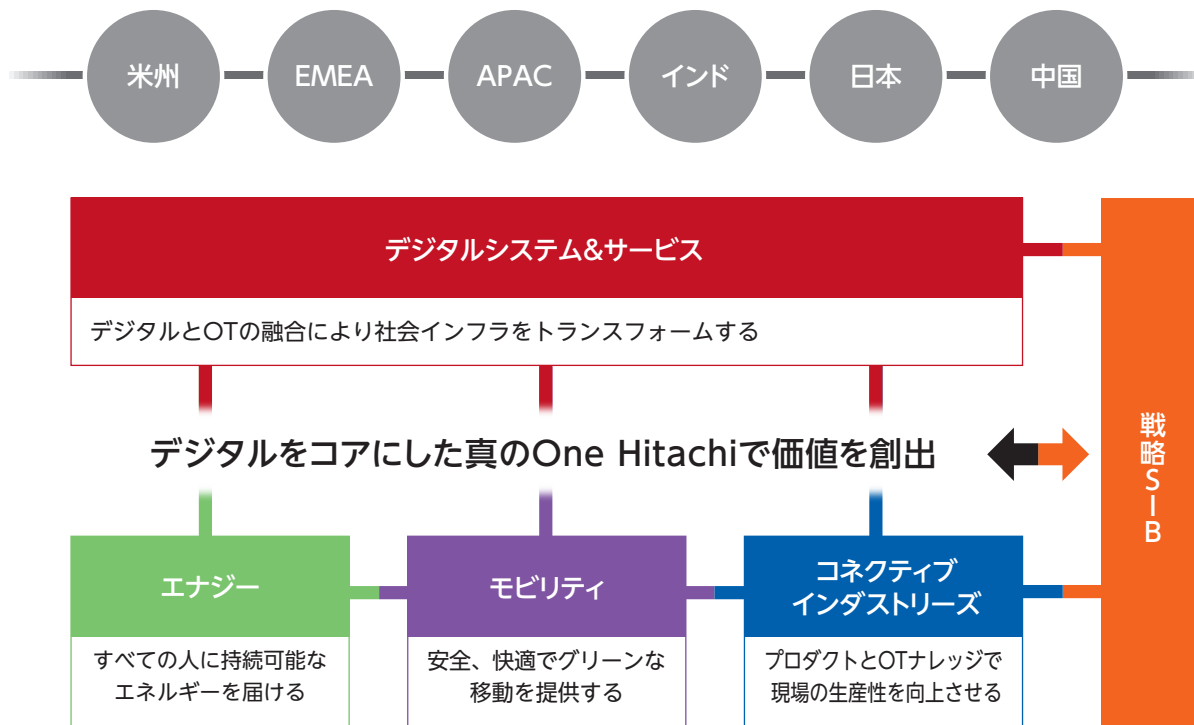 米州
EMEA
APAC
インド
日本
中国
デジタルシステム&サービス
デジタルとOTの融合により社会インフラをトランスフォームする
デジタルをコアにした真のOne Hitachiで価値を創出
戦略SIB
エナジー
すべての人に持続可能な
エネルギーを届ける
モビリティ
安全、快適でグリーンな
移動を提供する
コネクティブ
インダストリーズ
プロダクトとOTナレッジで
現場の生産性を向上させる